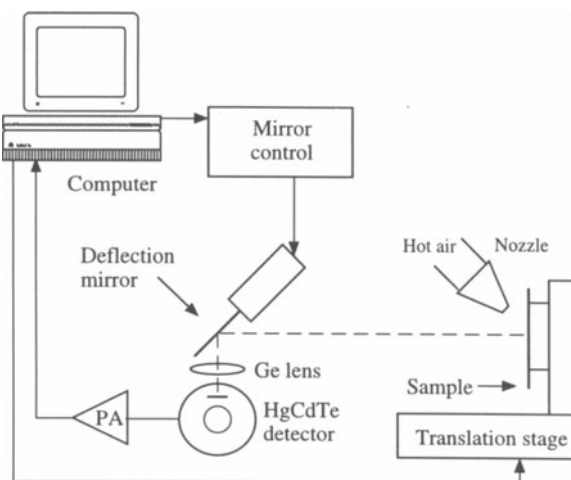 Mirror
control
Computer
Deflection
mirror
Hot air
Nozzle
Ge lens
Sample
PA
HgCdTe
detector
Translation stage